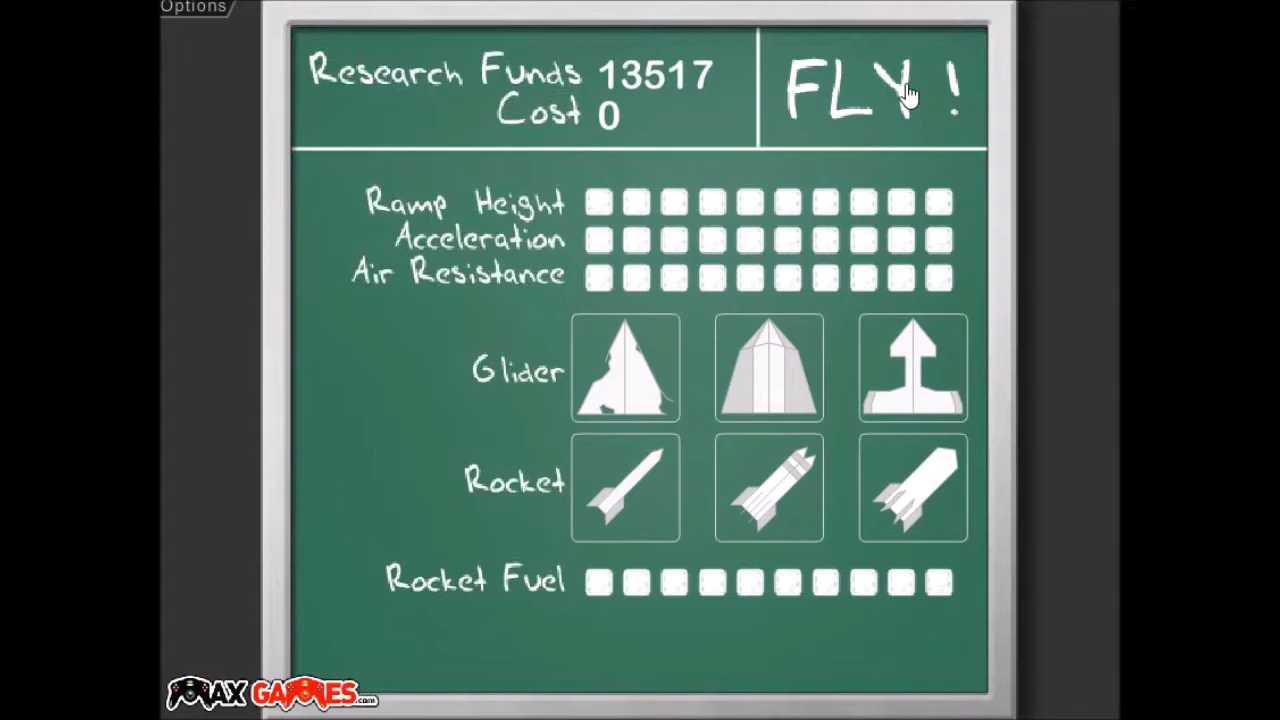 Options
Research Funds 13517
Cost 0
FLY!
Ramp Height
Acceleration
Air Resistance
Glider
Rocket
Rocket Fuel
MAX GAMES.com